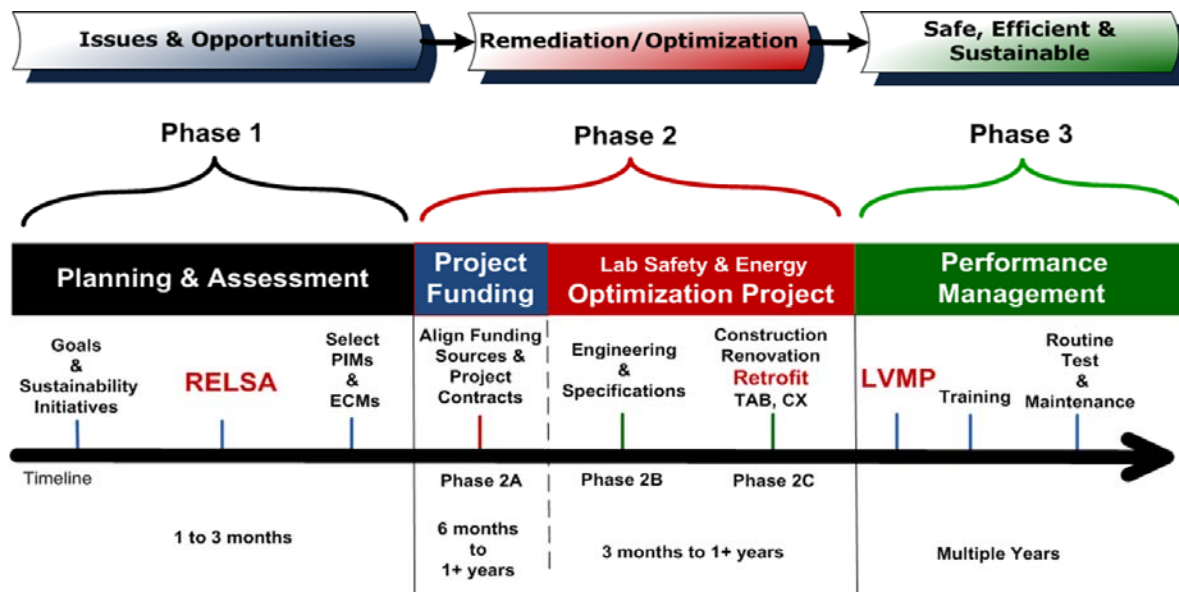 Issues & Opportunities
Remediation/Optimization
Safe, Efficient &
Sustainable
Phase 1
Phase 2
Phase 3
Planning & Assessment
Project
Funding
Lab Safety & Energy
Optimization Project
Performance
Management
Goals
&
Sustainability
Initiatives
RELSA
Select
PIMs
&
ECMs
Align Funding
Sources &
Project
Contracts
Engineering
&
Specifications
Construction
Renovation
Retrofit
TAB, CX
LVMP
Training
Routine
Test
&
Maintenance
Timeline
Phase 2A
Phase 2B
Phase 2C
1 to 3 months
6 months
to
1+ years
3 months to 1+ years
Multiple Years